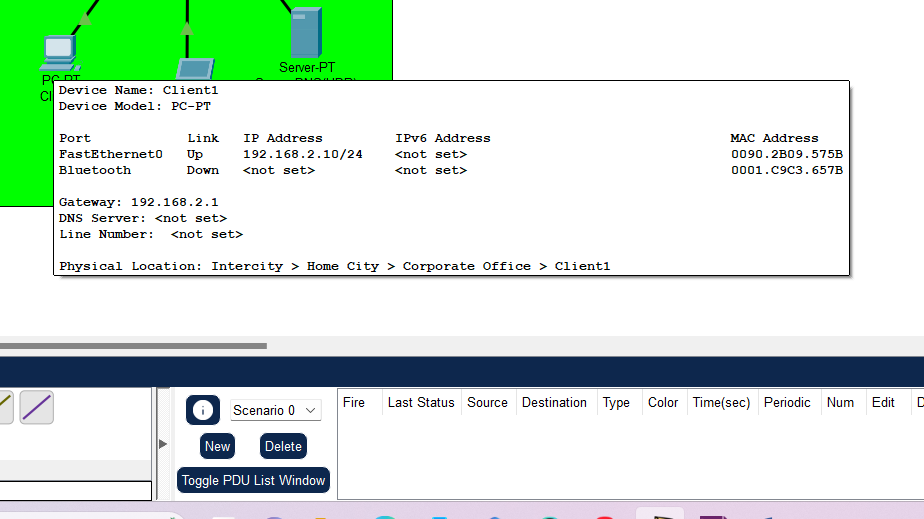 Server-PT
PC-PT
Device Name: Client1
Device Model: PC-PT
Port Link IP Address IPv6 Address MAC Address
FastEthernet0 Up 192.168.2.10/24 <not set> 0090.2B09.575B
Bluetooth Down <not set> <not set> 0001.C9C3.657B
Gateway: 192.168.2.1
DNS Server: <not set>
Line Number: <not set>
Physical Location: Intercity > Home City > Corporate Office > Client1
Scenario 0
New Delete
Toggle PDU List Window
Fire Last Status Source Destination Type Color Time(sec) Periodic Num Edit